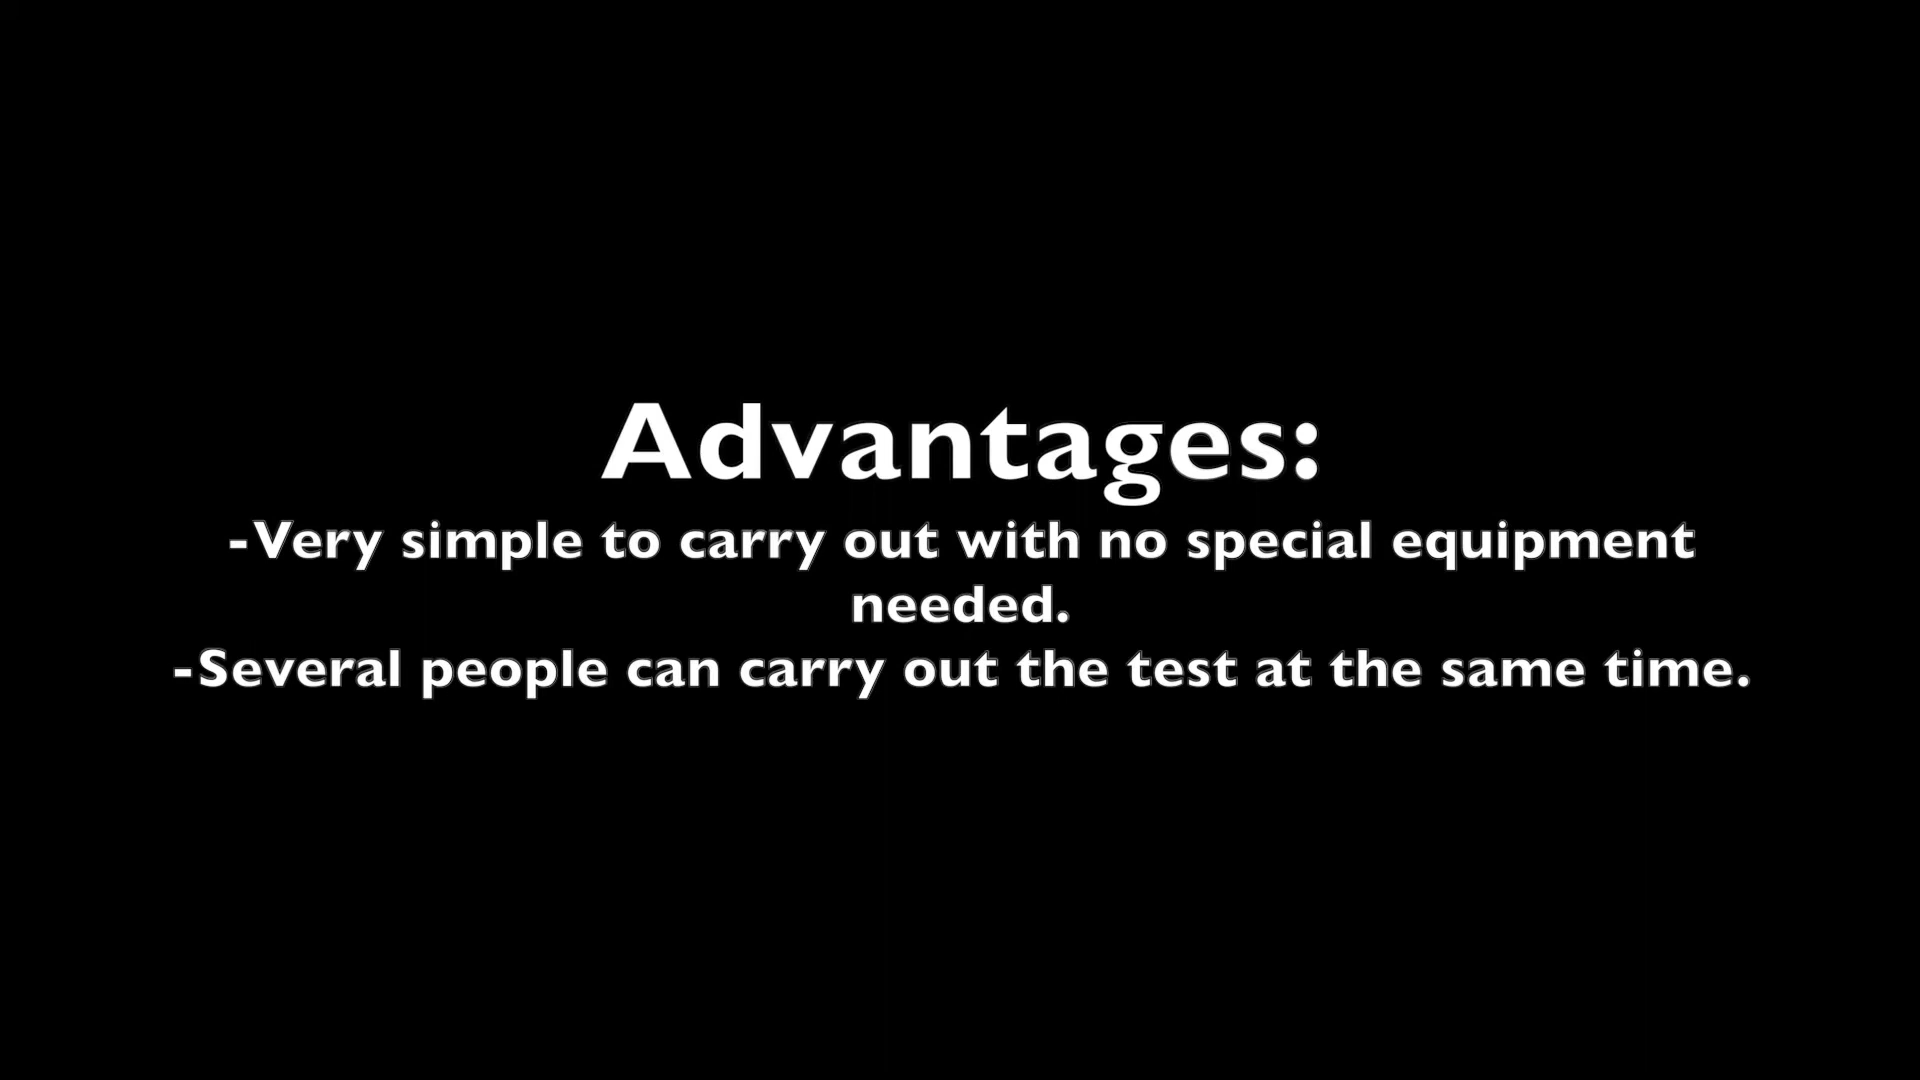 Advantages:
-Very simple to carry out with no special equipment
needed.
-Several people can carry out the test at the same time.